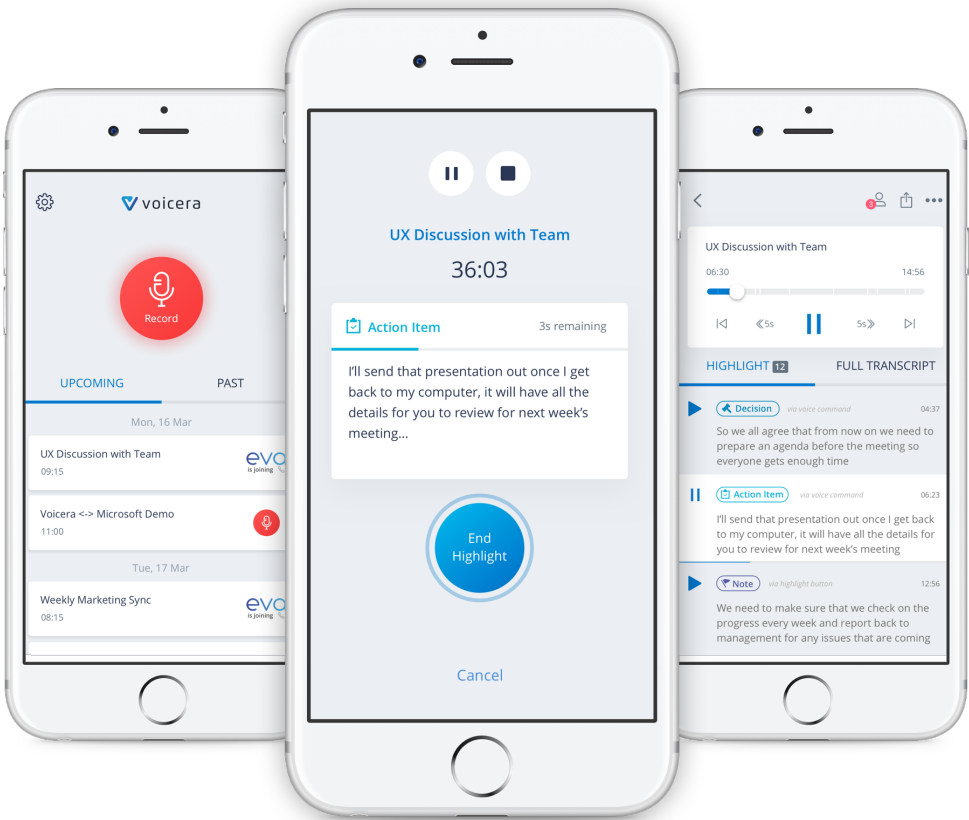 voicera
Record
UPCOMING PAST
Mon, 16 Mar
UX Discussion with Team
09:15
is joining
Voicera <-> Microsoft Demo
11:00
Tue, 17 Mar
Weekly Marketing Sync
08:15
is joining
UX Discussion with Team
36:03
Action Item 3s remaining
I'll send that presentation out once I get
back to my computer, it will have all the
details for you to review for next week's
meeting...
End
Highlight
Cancel
3
UX Discussion with Team
06:30 14:56
5s 5s
HIGHLIGHT 12 FULL TRANSCRIPT
Decision via voice command 04:37
So we all agree that from now on we need to
prepare an agenda before the meeting so
everyone gets enough time
Action Item via voice command 06:23
I'll send that presentation out once I get back
to my computer, it will have all the details for
you to review for next week's meeting
Note via highlight button 12:56
We need to make sure that we check on the
progress every week and report back to
management for any issues that are coming